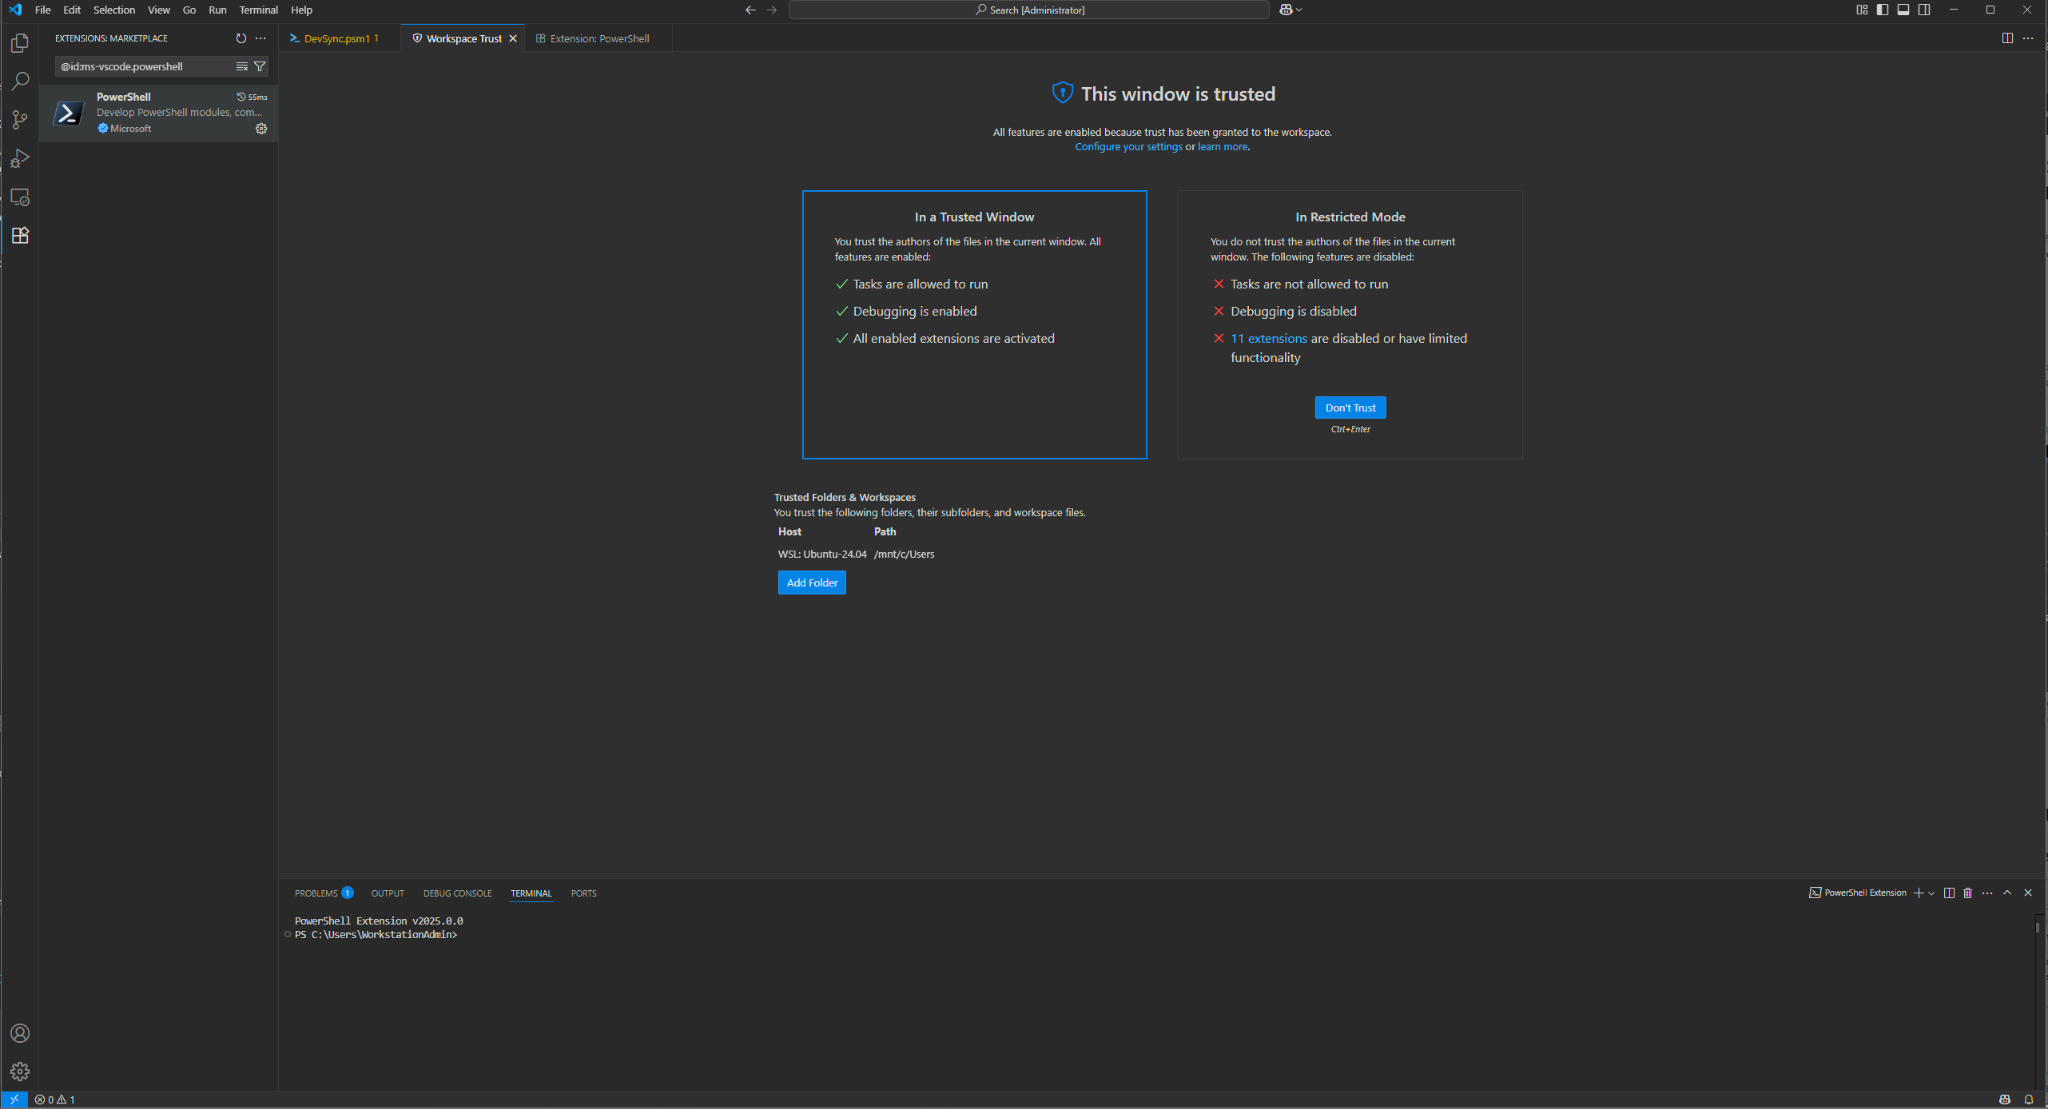 File Edit Selection View Go Run Terminal Help
Search [Administrator]
EXTENSIONS: MARKETPLACE
DevSync.psm1 1
Workspace Trust
Extension: PowerShell
@id:ms-vscode.powershell
PowerShell
55ms
Develop PowerShell modules, com...
Microsoft
This window is trusted
All features are enabled because trust has been granted to the workspace.
Configure your settings or learn more.
In a Trusted Window
You trust the authors of the files in the current window. All
features are enabled:
Tasks are allowed to run
Debugging is enabled
All enabled extensions are activated
In Restricted Mode
You do not trust the authors of the files in the current
window. The following features are disabled:
Tasks are not allowed to run
Debugging is disabled
11 extensions are disabled or have limited
functionality
Don't Trust
Ctrl+Enter
Trusted Folders & Workspaces
You trust the following folders, their subfolders, and workspace files.
Host Path
WSL: Ubuntu-24.04 /mnt/c/Users
Add Folder
PROBLEMS 1 OUTPUT DEBUG CONSOLE TERMINAL PORTS
PowerShell Extension
PowerShell Extension v2025.0.0
PS C:\Users\WorkstationAdmin>
0 1